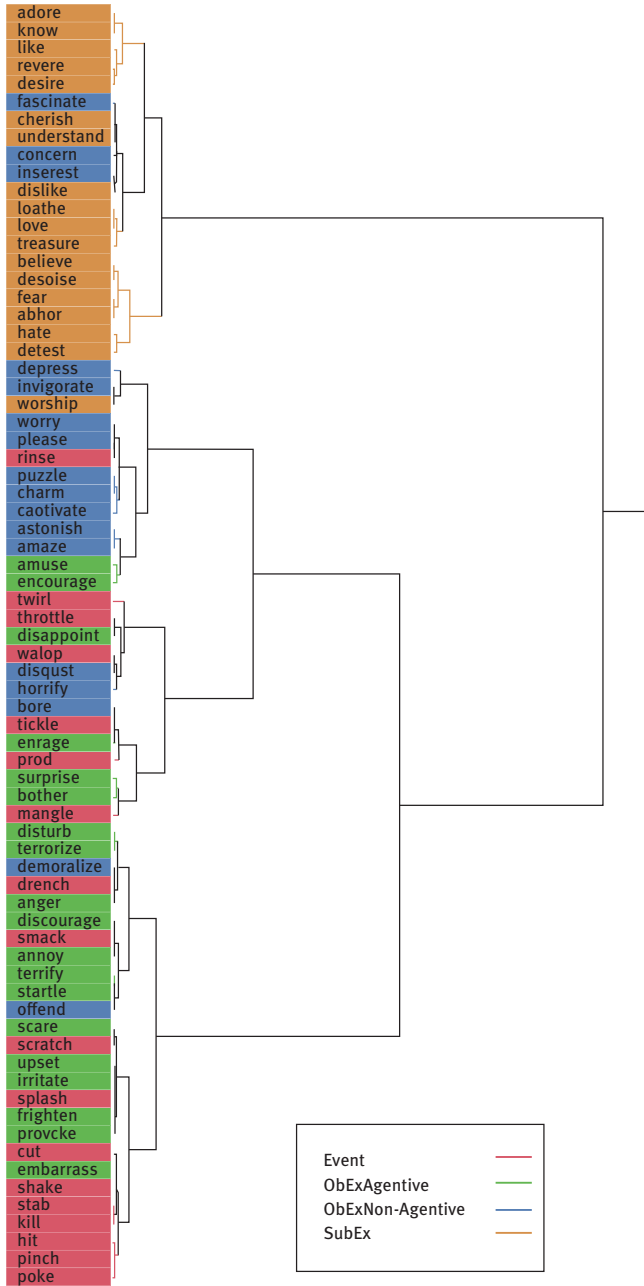 adore
know
like
revere
desire
fascinate
cherish
understand
concern
inserest
dislike
loathe
love
treasure
believe
desoise
fear
abhor
hate
detest
depress
invigorate
worship
worry
please
rinse
puzzle
charm
caotivate
astonish
amaze
amuse
encourage
twirl
throttle
disappoint
walop
disqust
horrify
bore
tickle
enrage
prod
surprise
bother
mangle
disturb
terrorize
demoralize
drench
anger
discourage
smack
annoy
terrify
startle
offend
scare
scratch
upset
irritate
splash
frighten
provcke
cut
embarrass
shake
stab
kill
hit
pinch
poke
Event
ObExAgentive
ObExNon-Agentive
SubEx